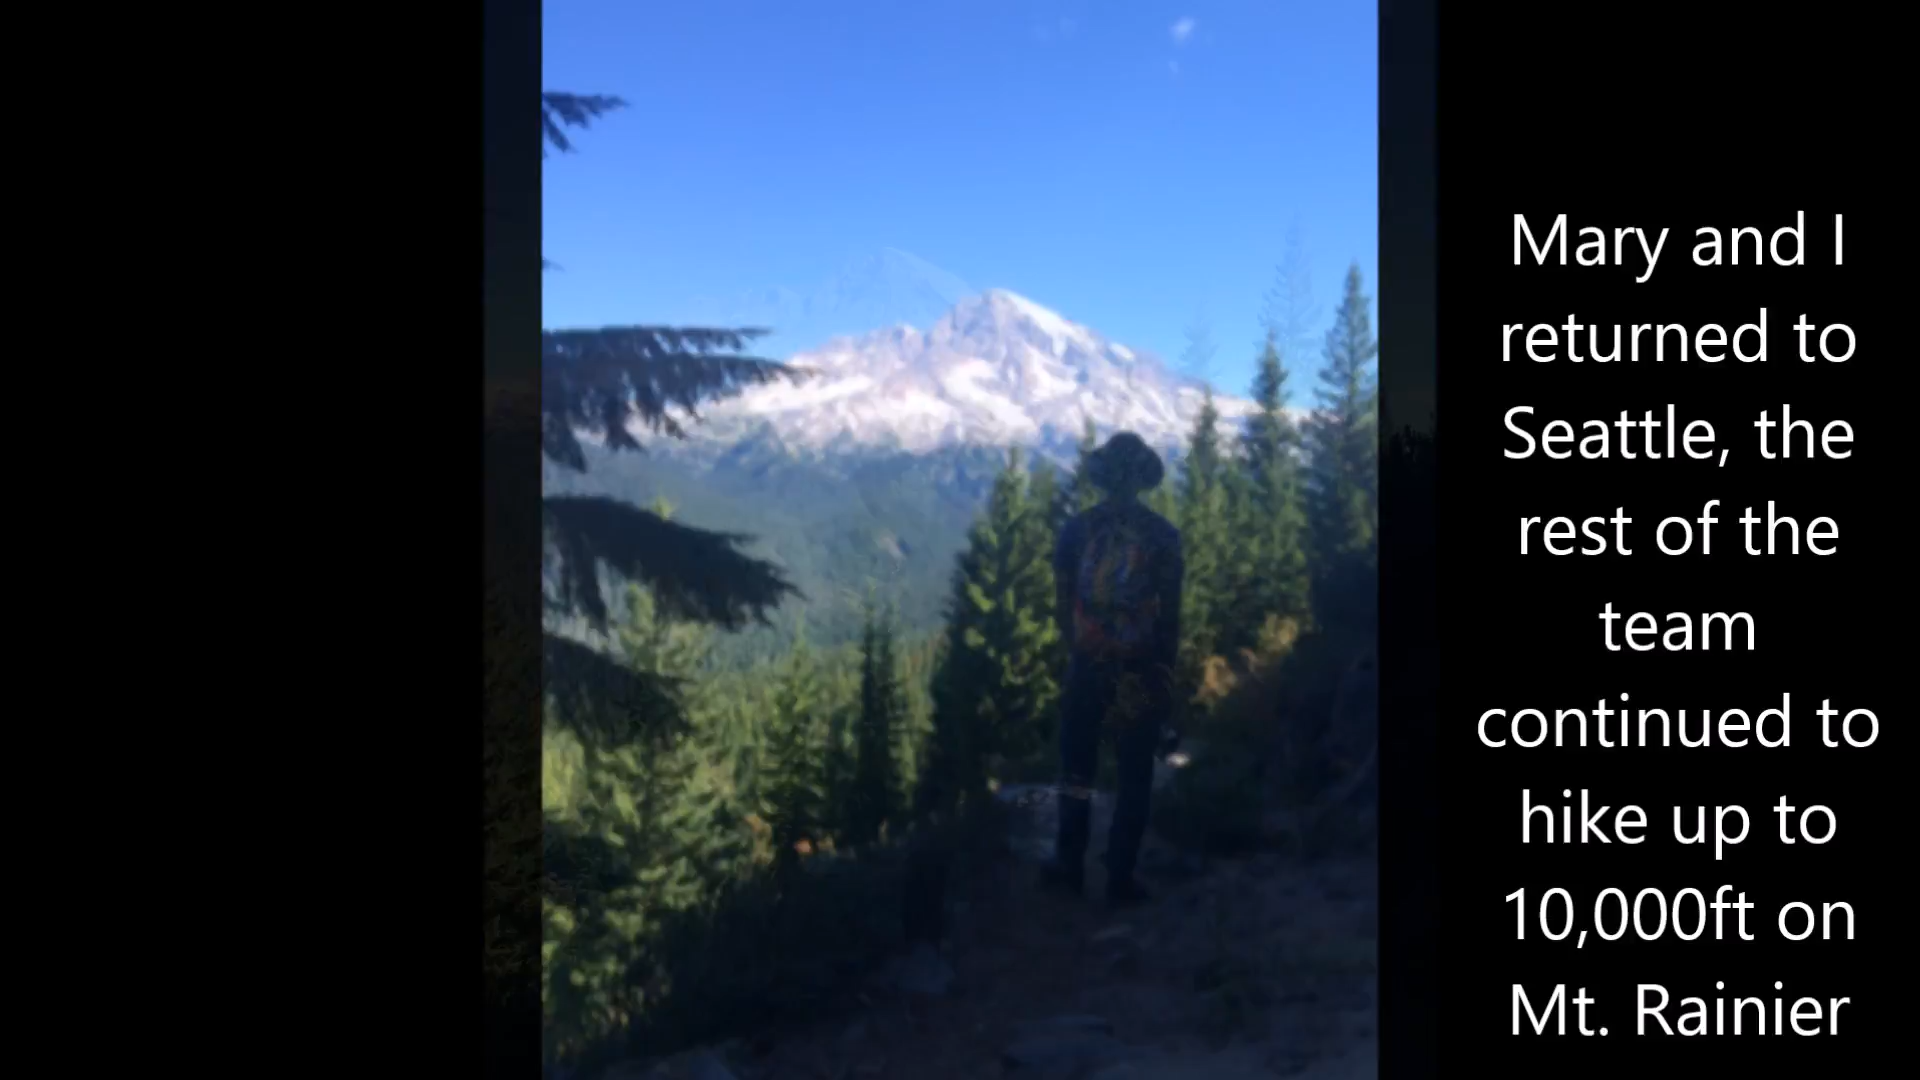 Mary and I
returned to
Seattle, the
rest of the
team
continued to
hike up to
10,000ft on
Mt. Rainier